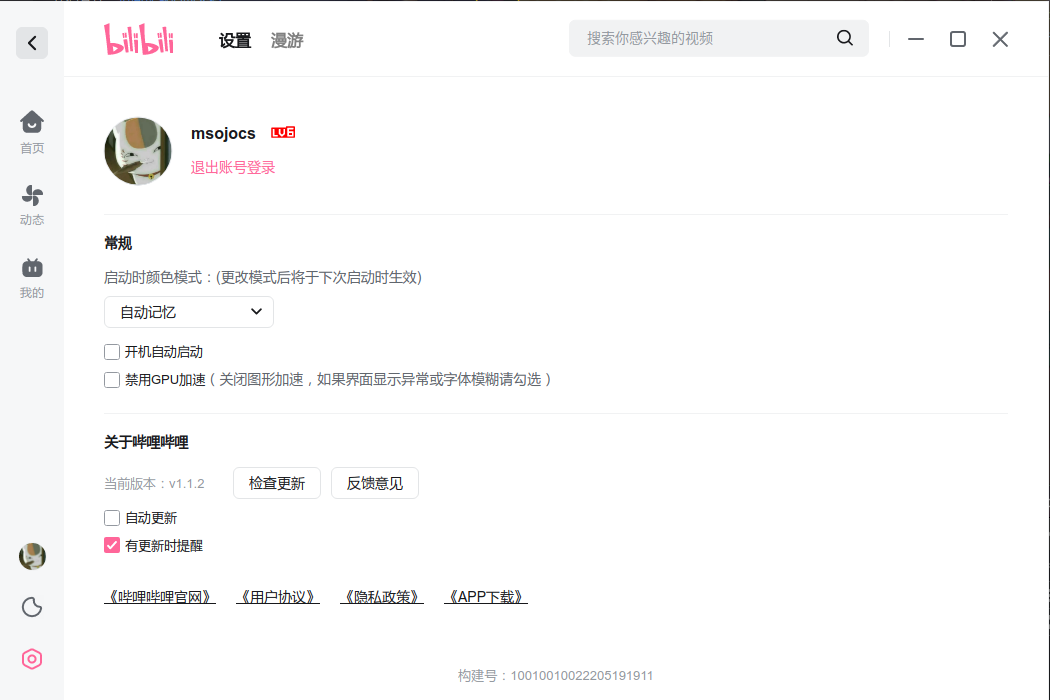 bilibili
设置 漫游
搜索你感兴趣的视频
首页
动态
我的
msojocs LV6
退出账号登录
常规
启动时颜色模式：(更改模式后将于下次启动时生效)
自动记忆
开机自动启动
禁用GPU加速（关闭图形加速，如果界面显示异常或字体模糊请勾选）
关于哔哩哔哩
当前版本：v1.1.2 检查更新 反馈意见
自动更新
有更新时提醒
《哔哩哔哩官网》 《用户协议》 《隐私政策》 《APP下载》
构建号：10010010022205191911